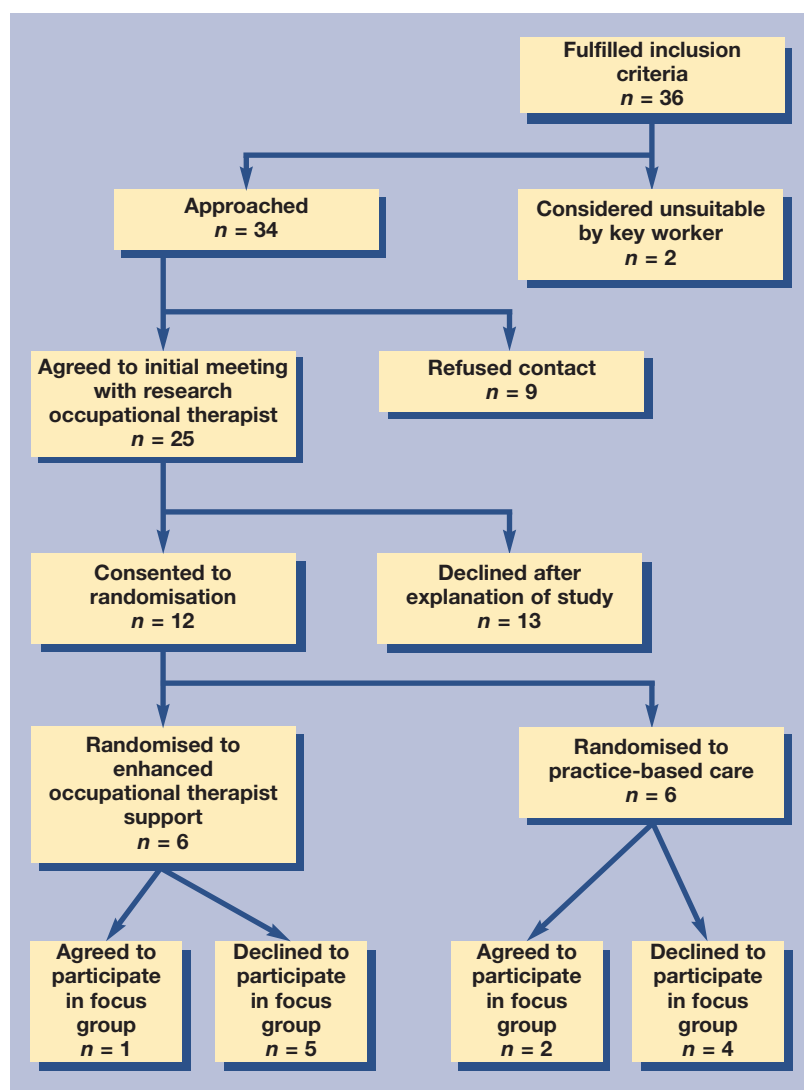 Fulfilled inclusion
criteria
n = 36
Approached
n = 34
Considered unsuitable
by key worker
n = 2
Agreed to initial meeting
with research
occupational therapist
n = 25
Refused contact
n = 9
Consented to
randomisation
n = 12
Declined after
explanation of study
n = 13
Randomised to
enhanced
occupational therapist
support
n = 6
Randomised to
practice-based care
n = 6
Agreed to
participate
in focus
group
n = 1
Declined to
participate
in focus
group
n = 5
Agreed to
participate
in focus
group
n = 2
Declined to
participate
in focus
group
n = 4